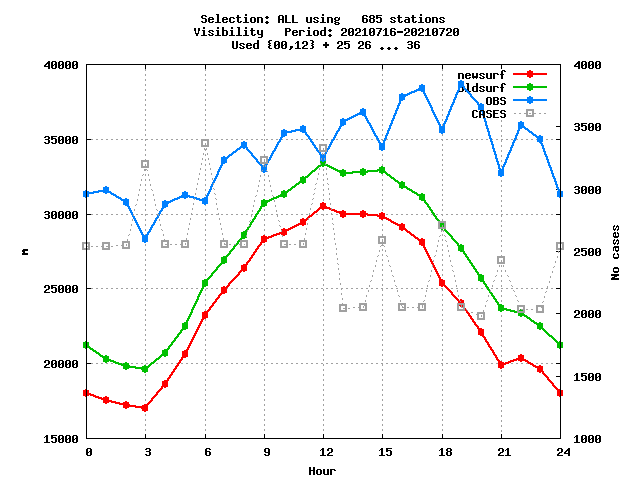 Selection: ALL using   685 stations
Visibility   Period: 20210716-20210720
Used {00,12} + 25 26 ... 36
40000
35000
30000
25000
20000
15000
m
4000
3500
3000
2500
2000
1500
1000
No cases
newsurf
oldsurf
OBS
CASES
0 3 6 9 12 15 18 21 24
Hour